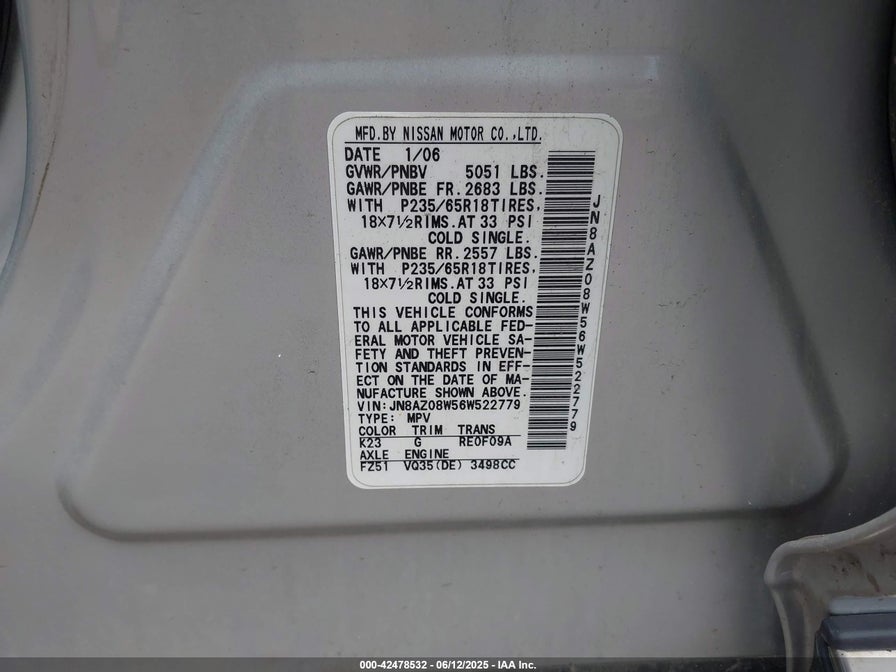 MFD.BY NISSAN MOTOR CO.,LTD.
DATE 1/06
GVWR/PNBV 5051 LBS.
GAWR/PNBE FR. 2683 LBS.
WITH P235/65R18TIRES,
18×7½RIMS.AT 33 PSI
COLD SINGLE.
GAWR/PNBE RR. 2557 LBS.
WITH P235/65R18TIRES,
18×7½RIMS.AT 33 PSI
COLD SINGLE.
THIS VEHICLE CONFORMS
TO ALL APPLICABLE FED-
ERAL MOTOR VEHICLE SA-
FETY AND THEFT PREVEN-
TION STANDARDS IN EFF-
ECT ON THE DATE OF MA-
NUFACTURE SHOWN ABOVE.
VIN:JN8AZ08W56W522779
TYPE: MPV
COLOR TRIM TRANS
K23 G RE0F09A
AXLE ENGINE
FZ51 VQ35(DE) 3498CC
JN8AZ08W56W522779
000-42478532 - 06/12/2025 - IAA Inc.